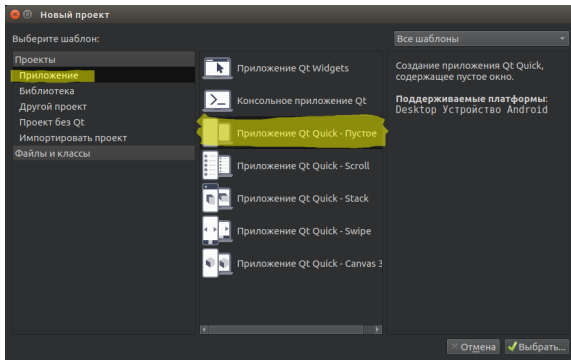 Новый проект
Выберите шаблон:
Все шаблоны
Проекты
Приложение
Библиотека
Другой проект
Проект без Qt
Импортировать проект
Файлы и классы
Приложение Qt Widgets
Консольное приложение Qt
Приложение Qt Quick - Пустое
Приложение Qt Quick - Scroll
Приложение Qt Quick - Stack
Приложение Qt Quick - Swipe
Приложение Qt Quick - Canvas 3
Создание приложения Qt Quick,
содержащее пустое окно.
Поддерживаемые платформы:
Desktop Устройство Android
Отмена
Выбрать...